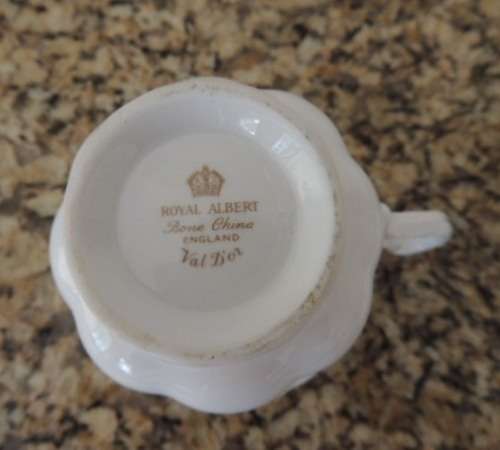 ROYAL ALBERT
Bone China
ENGLAND
Val D'or